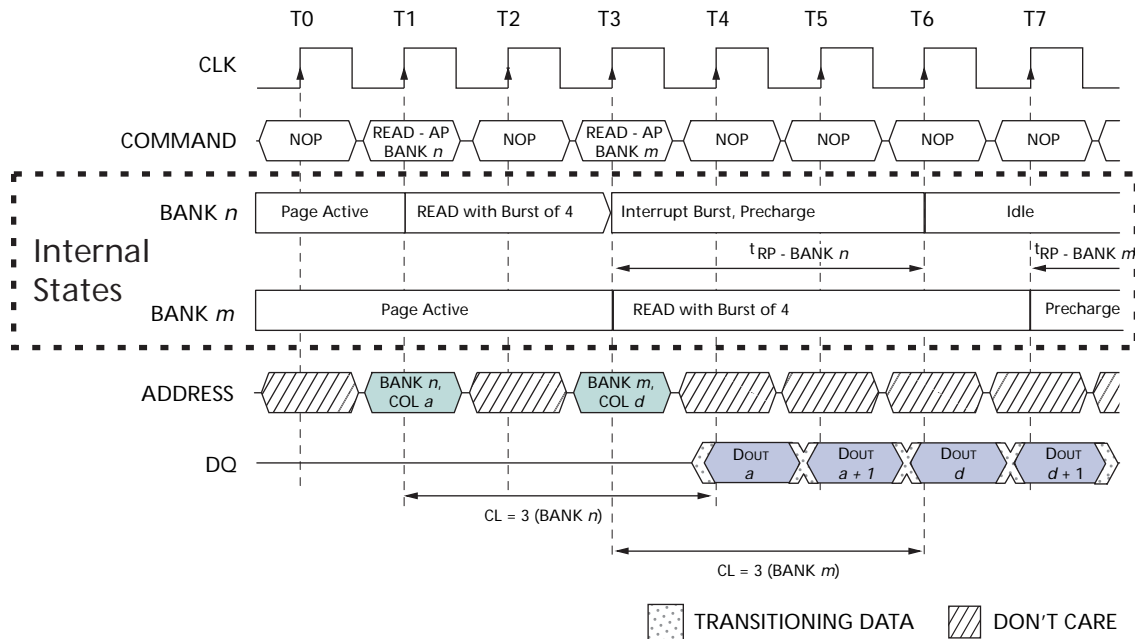 T0 T1 T2 T3 T4 T5 T6 T7
CLK
COMMAND
NOP
READ - AP
BANK n
NOP
READ - AP
BANK m
NOP
NOP
NOP
NOP
Internal
States
BANK n
Page Active
READ with Burst of 4
Interrupt Burst, Precharge
Idle
tRP - BANK n
tRP - BANK m
BANK m
Page Active
READ with Burst of 4
Precharge
ADDRESS
BANK n,
COL a
BANK m,
COL d
DQ
DOUT
a
DOUT
a + 1
DOUT
d
DOUT
d + 1
CL = 3 (BANK n)
CL = 3 (BANK m)
TRANSITIONING DATA
DON'T CARE